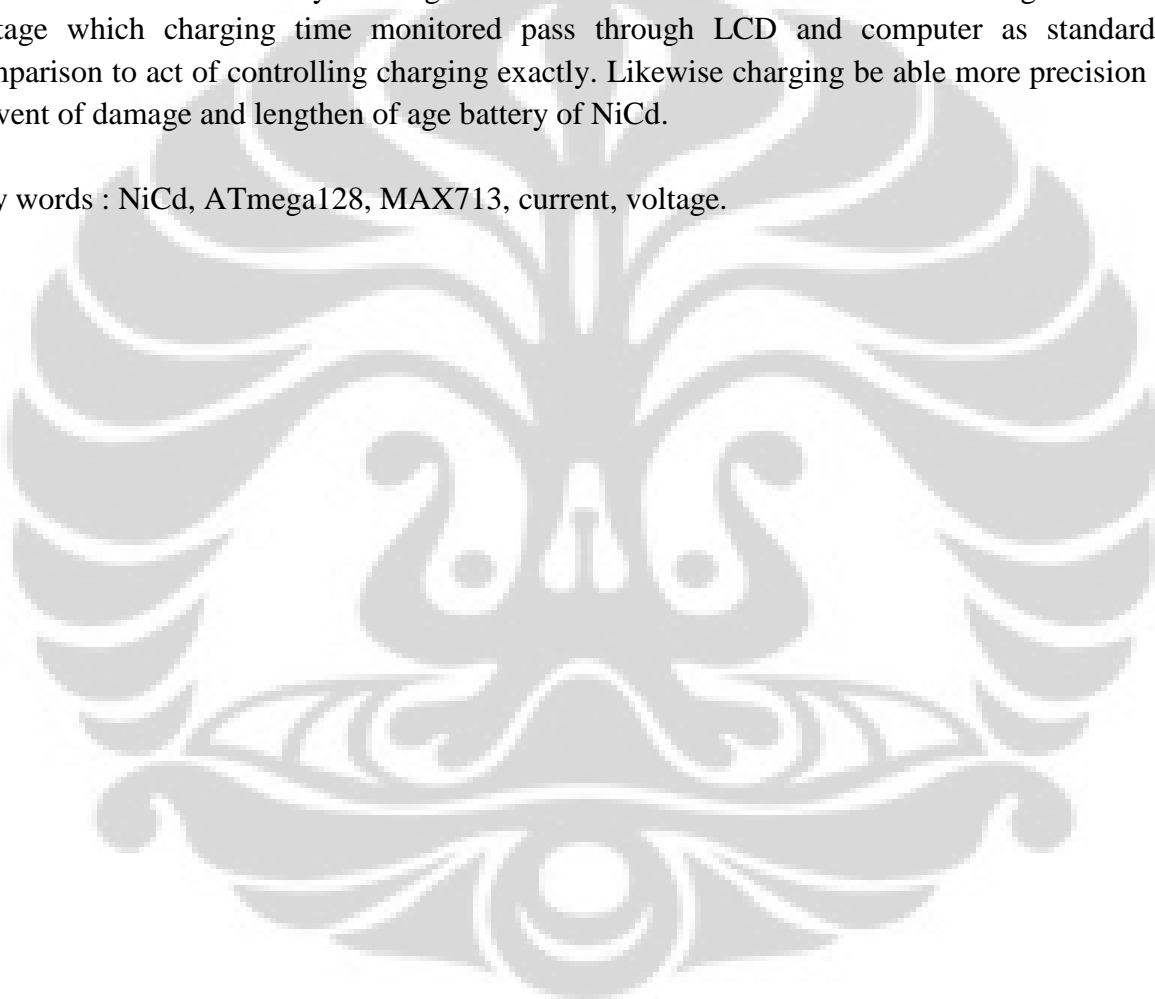 tage which charging time monitored pass through LCD and computer as standard
mparison to act of controlling charging exactly. Likewise charging be able more precision
vent of damage and lengthen of age battery of NiCd.
y words : NiCd, ATmega128, MAX713, current, voltage.